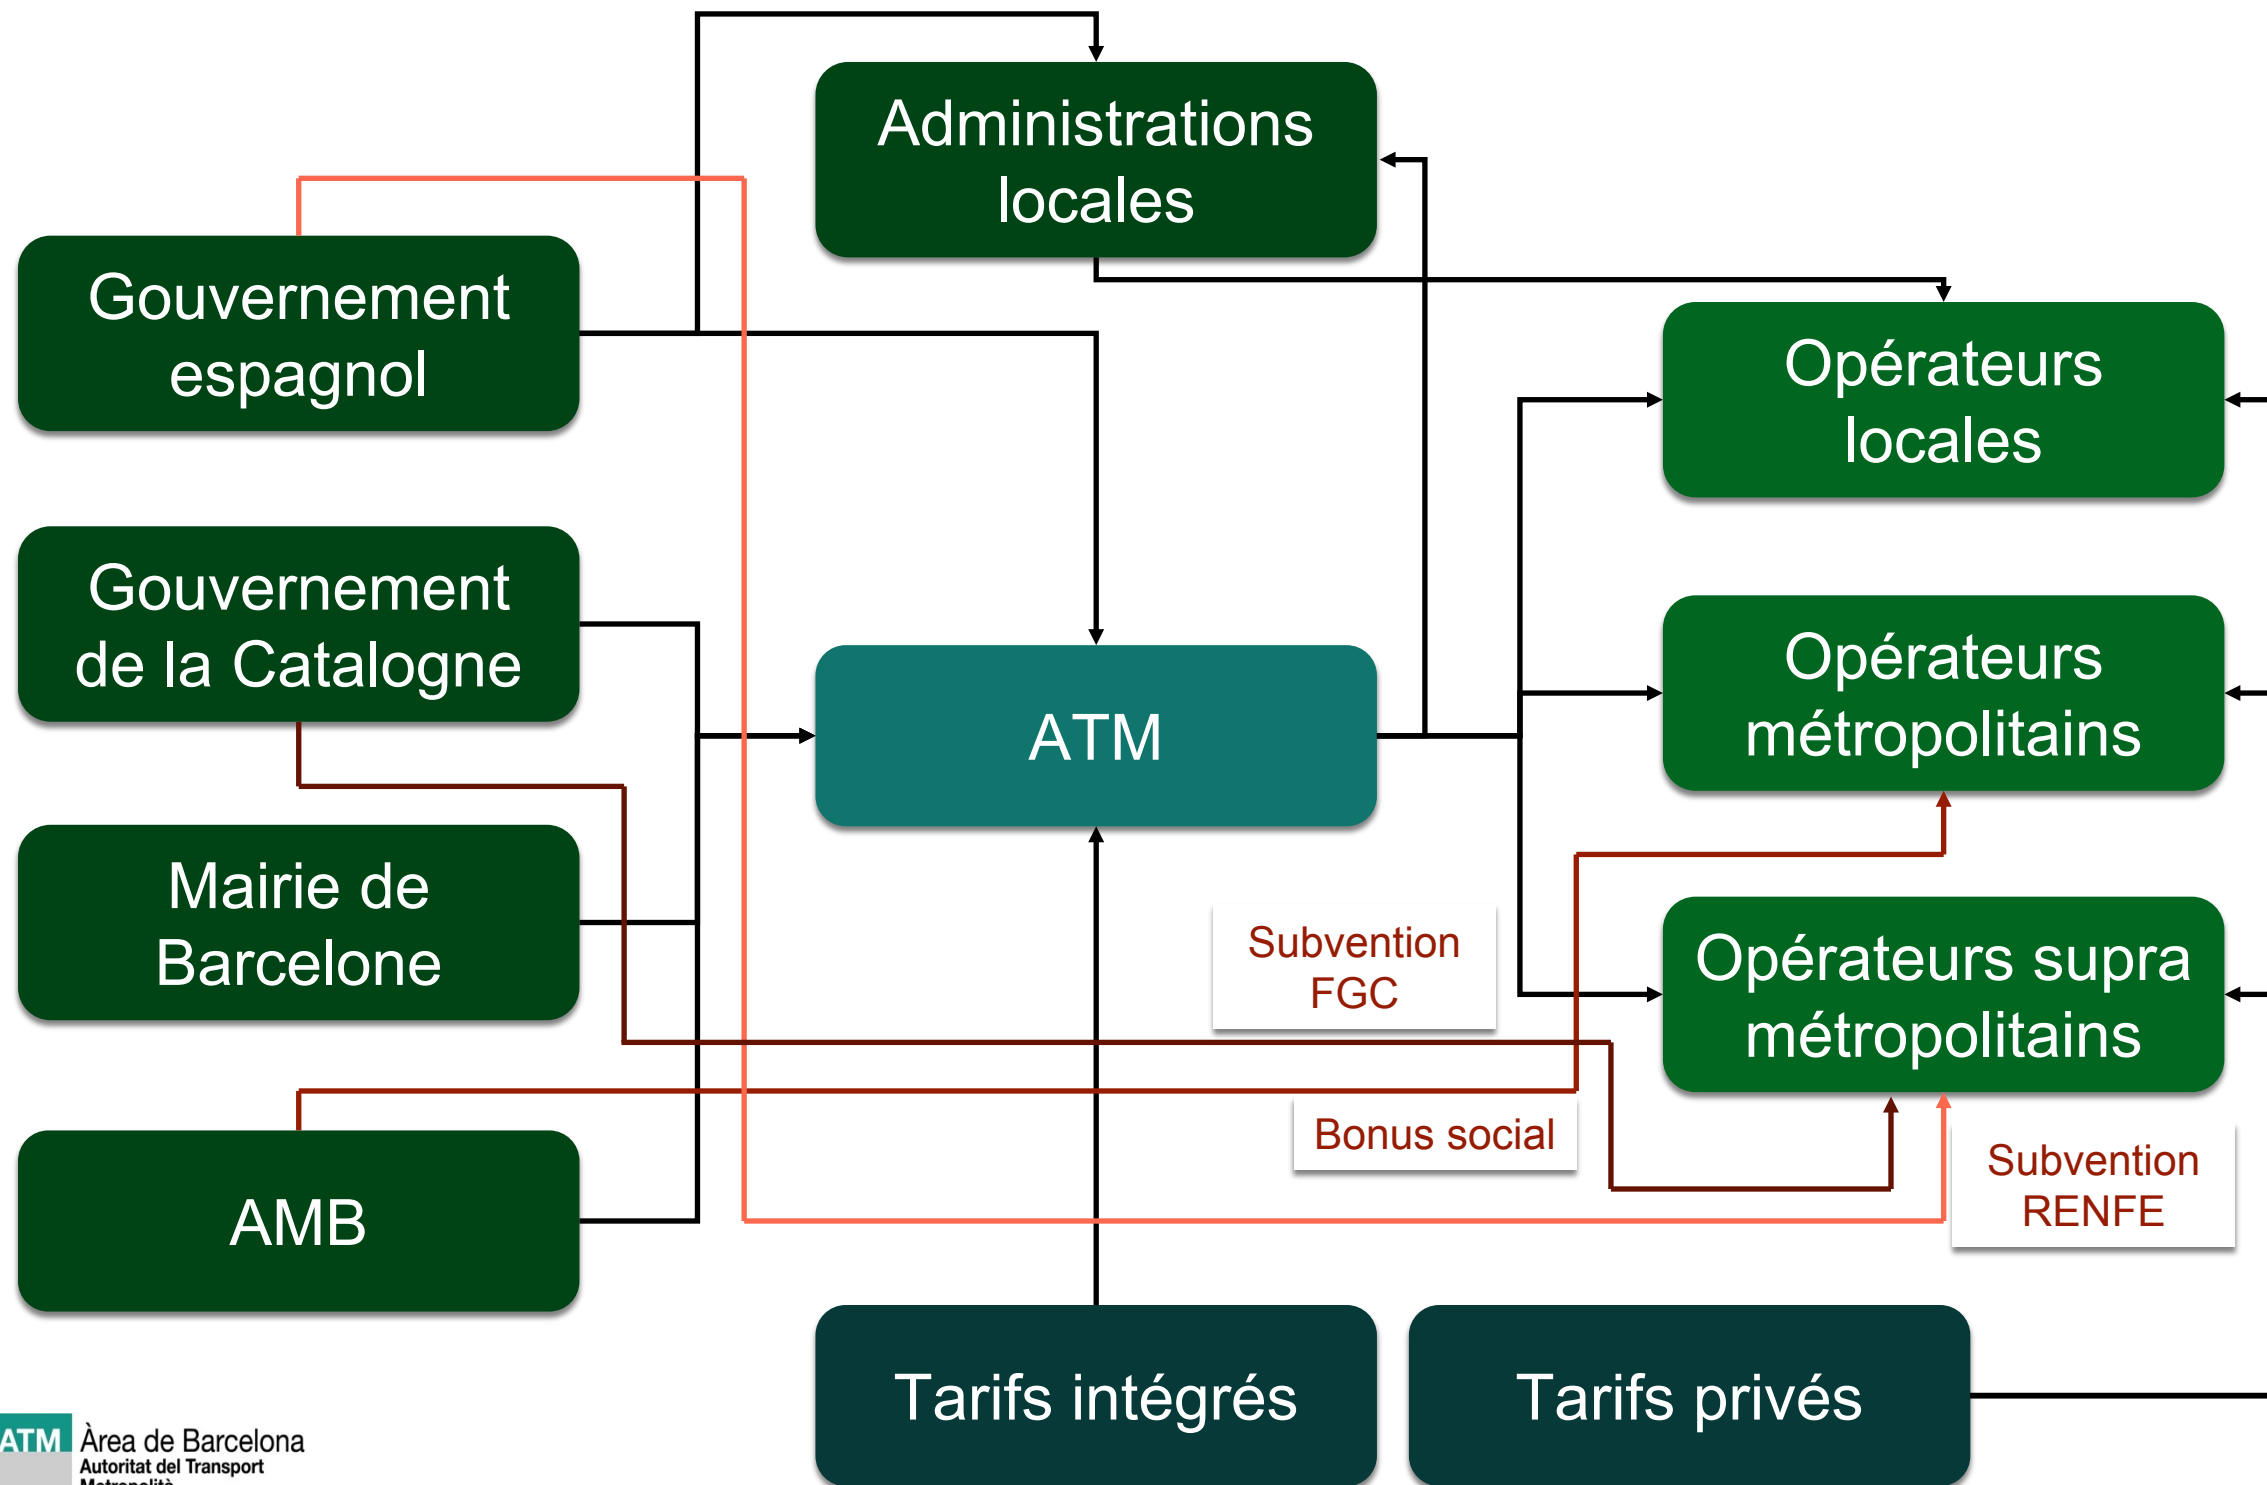 Administrations
locales
Gouvernement
espagnol
Opérateurs
locales
Gouvernement
de la Catalogne
Opérateurs
métropolitains
ATM
Mairie de
Barcelone
Subvention
FGC
Opérateurs supra
métropolitains
Bonus social
Subvention
RENFE
AMB
Tarifs intégrés
Tarifs privés
ATM
Àrea de Barcelona
Autoritat del Transport
Metropolità